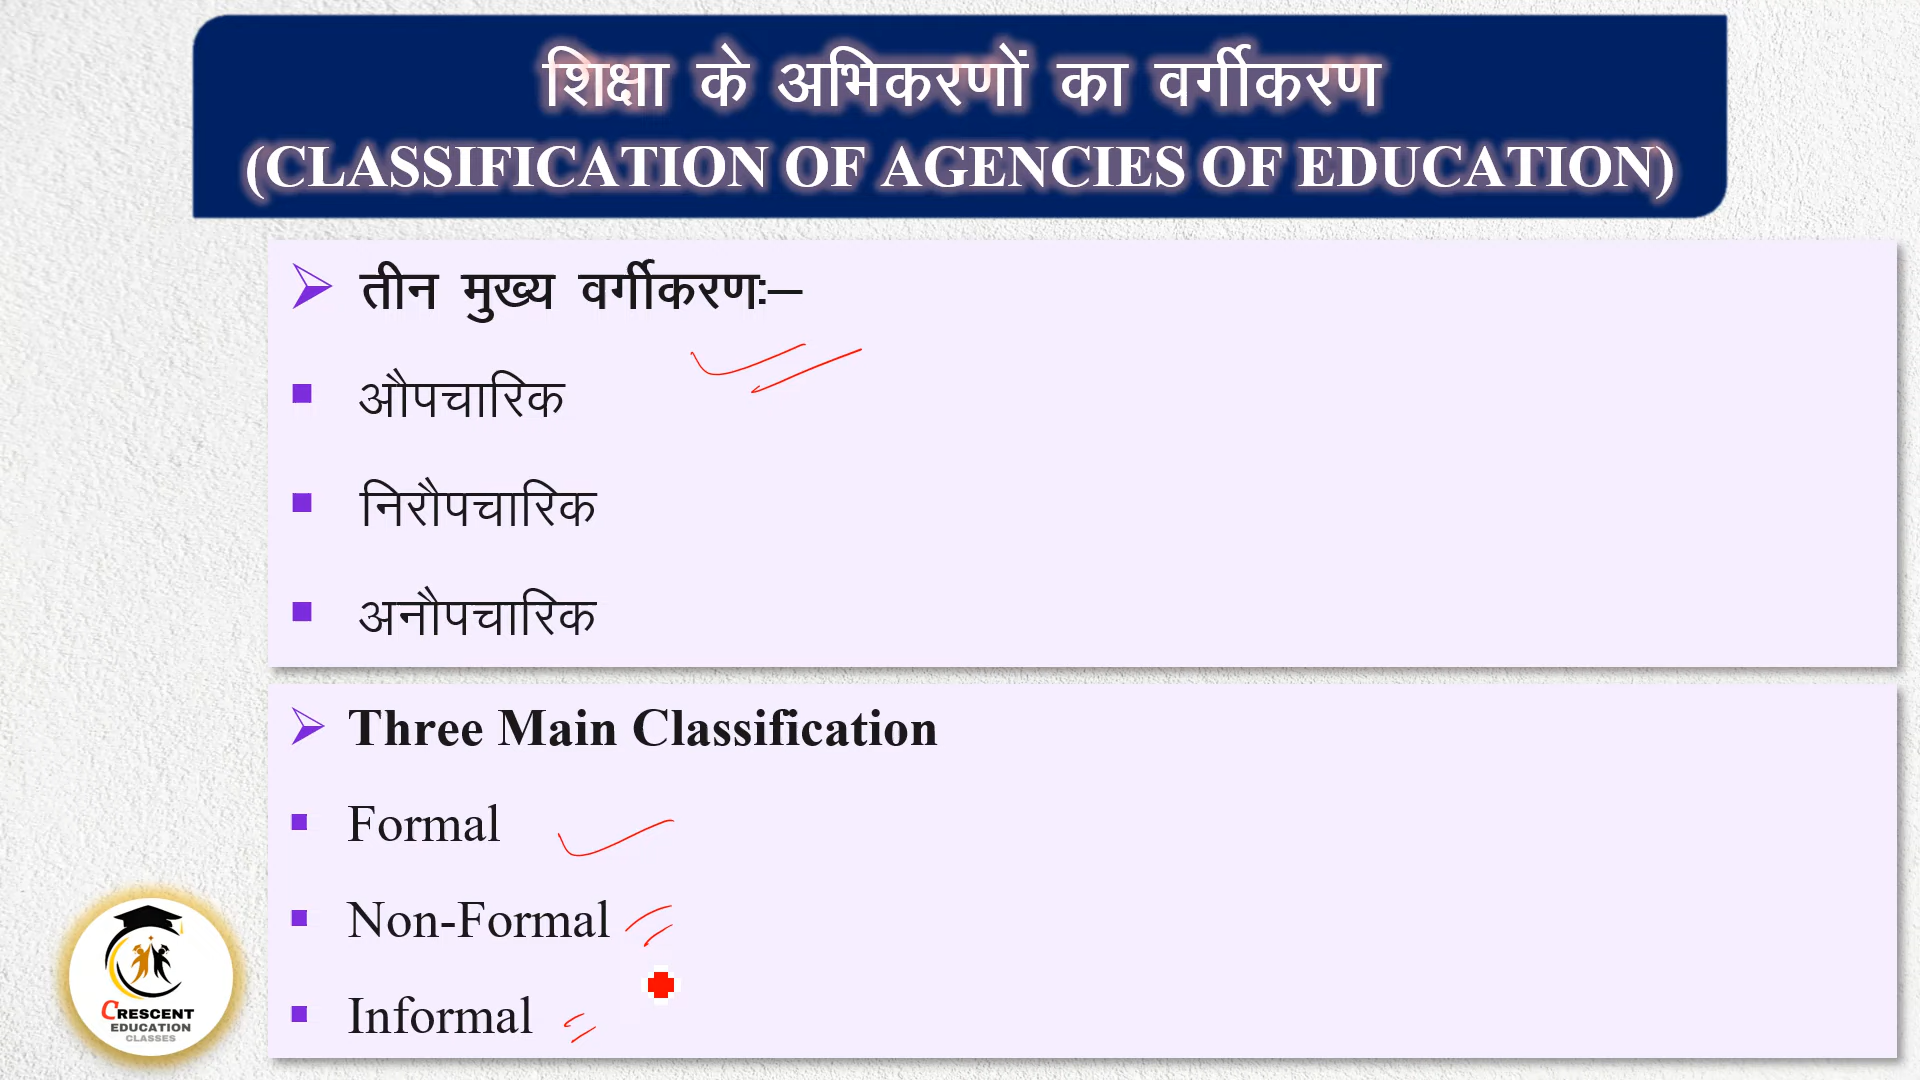 शिक्षा के अभिकरणों का वर्गीकरण
(CLASSIFICATION OF AGENCIES OF EDUCATION)
तीन मुख्य वर्गीकरण:—
औपचारिक
निरौपचारिक
अनौपचारिक
Three Main Classification
Formal
Non-Formal
Informal
CRESCENT
EDUCATION
CLASSES